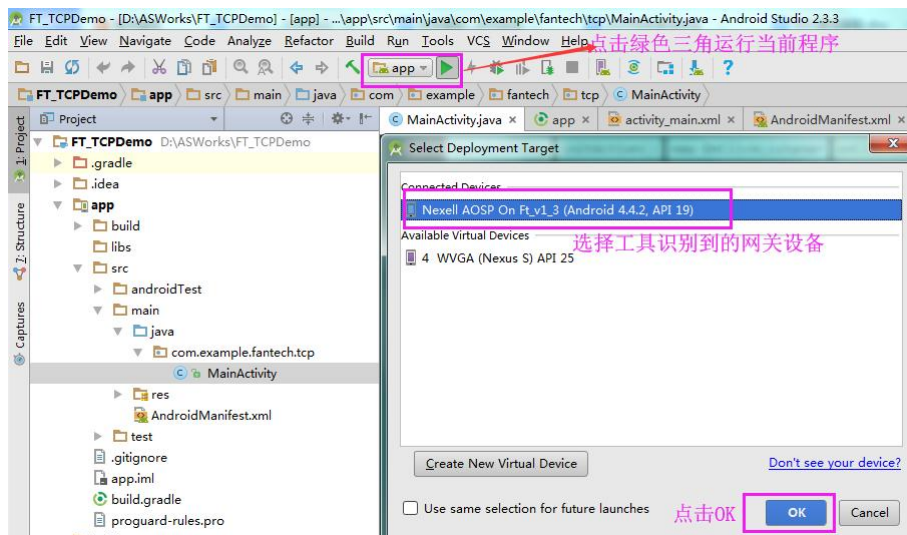 FT_TCPDemo - [D:\ASWorks\FT_TCPDemo] - [app] - ...\app\src\main\java\com\example\fantech\tcp\MainActivity.java - Android Studio 2.3.3
File Edit View Navigate Code Analyze Refactor Build Run Tools VCS Window Help
点击绿色三角运行当前程序
app
FT_TCPDemo app src main java com example fantech tcp MainActivity
Project
MainActivity.java × app × activity_main.xml × AndroidManifest.xml ×
1: Project
Z: Structure
Captures
FT_TCPDemo D:\ASWorks\FT_TCPDemo
.gradle
.idea
app
build
libs
src
androidTest
main
java
com.example.fantech.tcp
MainActivity
res
AndroidManifest.xml
test
.gitignore
app.iml
build.gradle
proguard-rules.pro
Select Deployment Target
Connected Devices
Nexell AOSP On Ft_v1_3 (Android 4.4.2, API 19)
Available Virtual Devices
选择工具识别到的网关设备
4 WVGA (Nexus S) API 25
Create New Virtual Device
Don't see your device?
Use same selection for future launches
点击OK
OK
Cancel